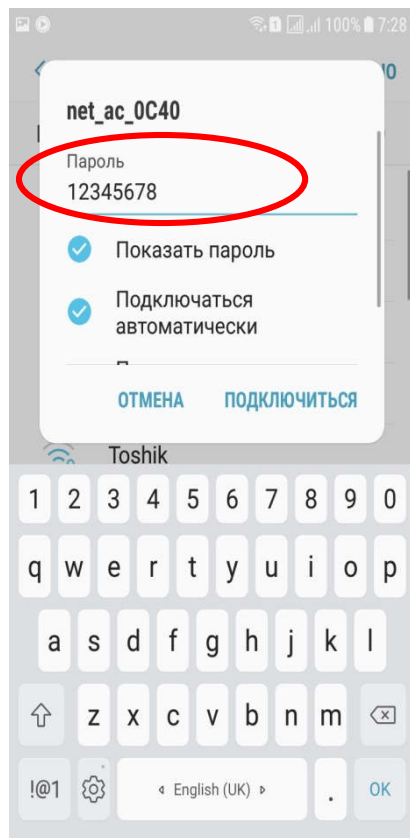 1 100% 7:28
net_ac_0C40
Пароль
12345678
Показать пароль
Подключаться
автоматически
ОТМЕНА ПОДКЛЮЧИТЬСЯ
Toshik
1 2 3 4 5 6 7 8 9 0
q w e r t y u i o p
a s d f g h j k l
z x c v b n m
!@1 English (UK) . OK